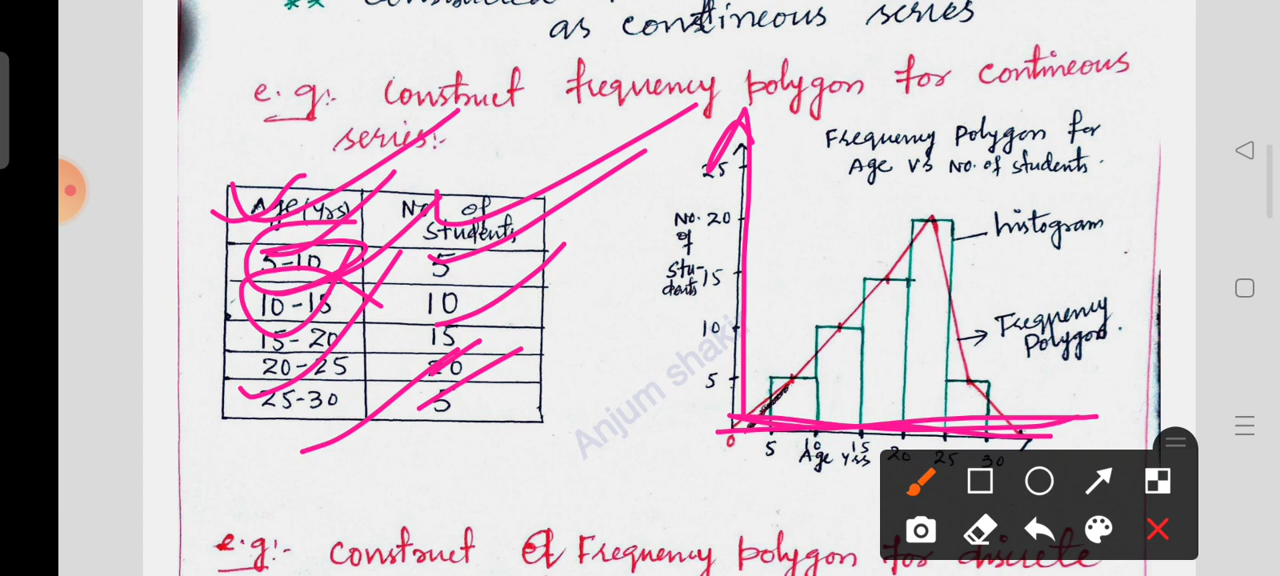 as contineous series
e.g:- Construct frequency polygon for contineous
series:-
Age (yrs) No. of
Students
5-10 5
10-15 10
15-20 15
20-25 20
25-30 5
Frequency Polygon for
Age vs No. of students.
25
No. 20
of
Stu- 15
dents
10
5
0
5 10 15 20 25 30
Age yrs
histogram
Frequency
Polygon.
Anjum shaki
e.g:- Construct Frequency polygon for discrete